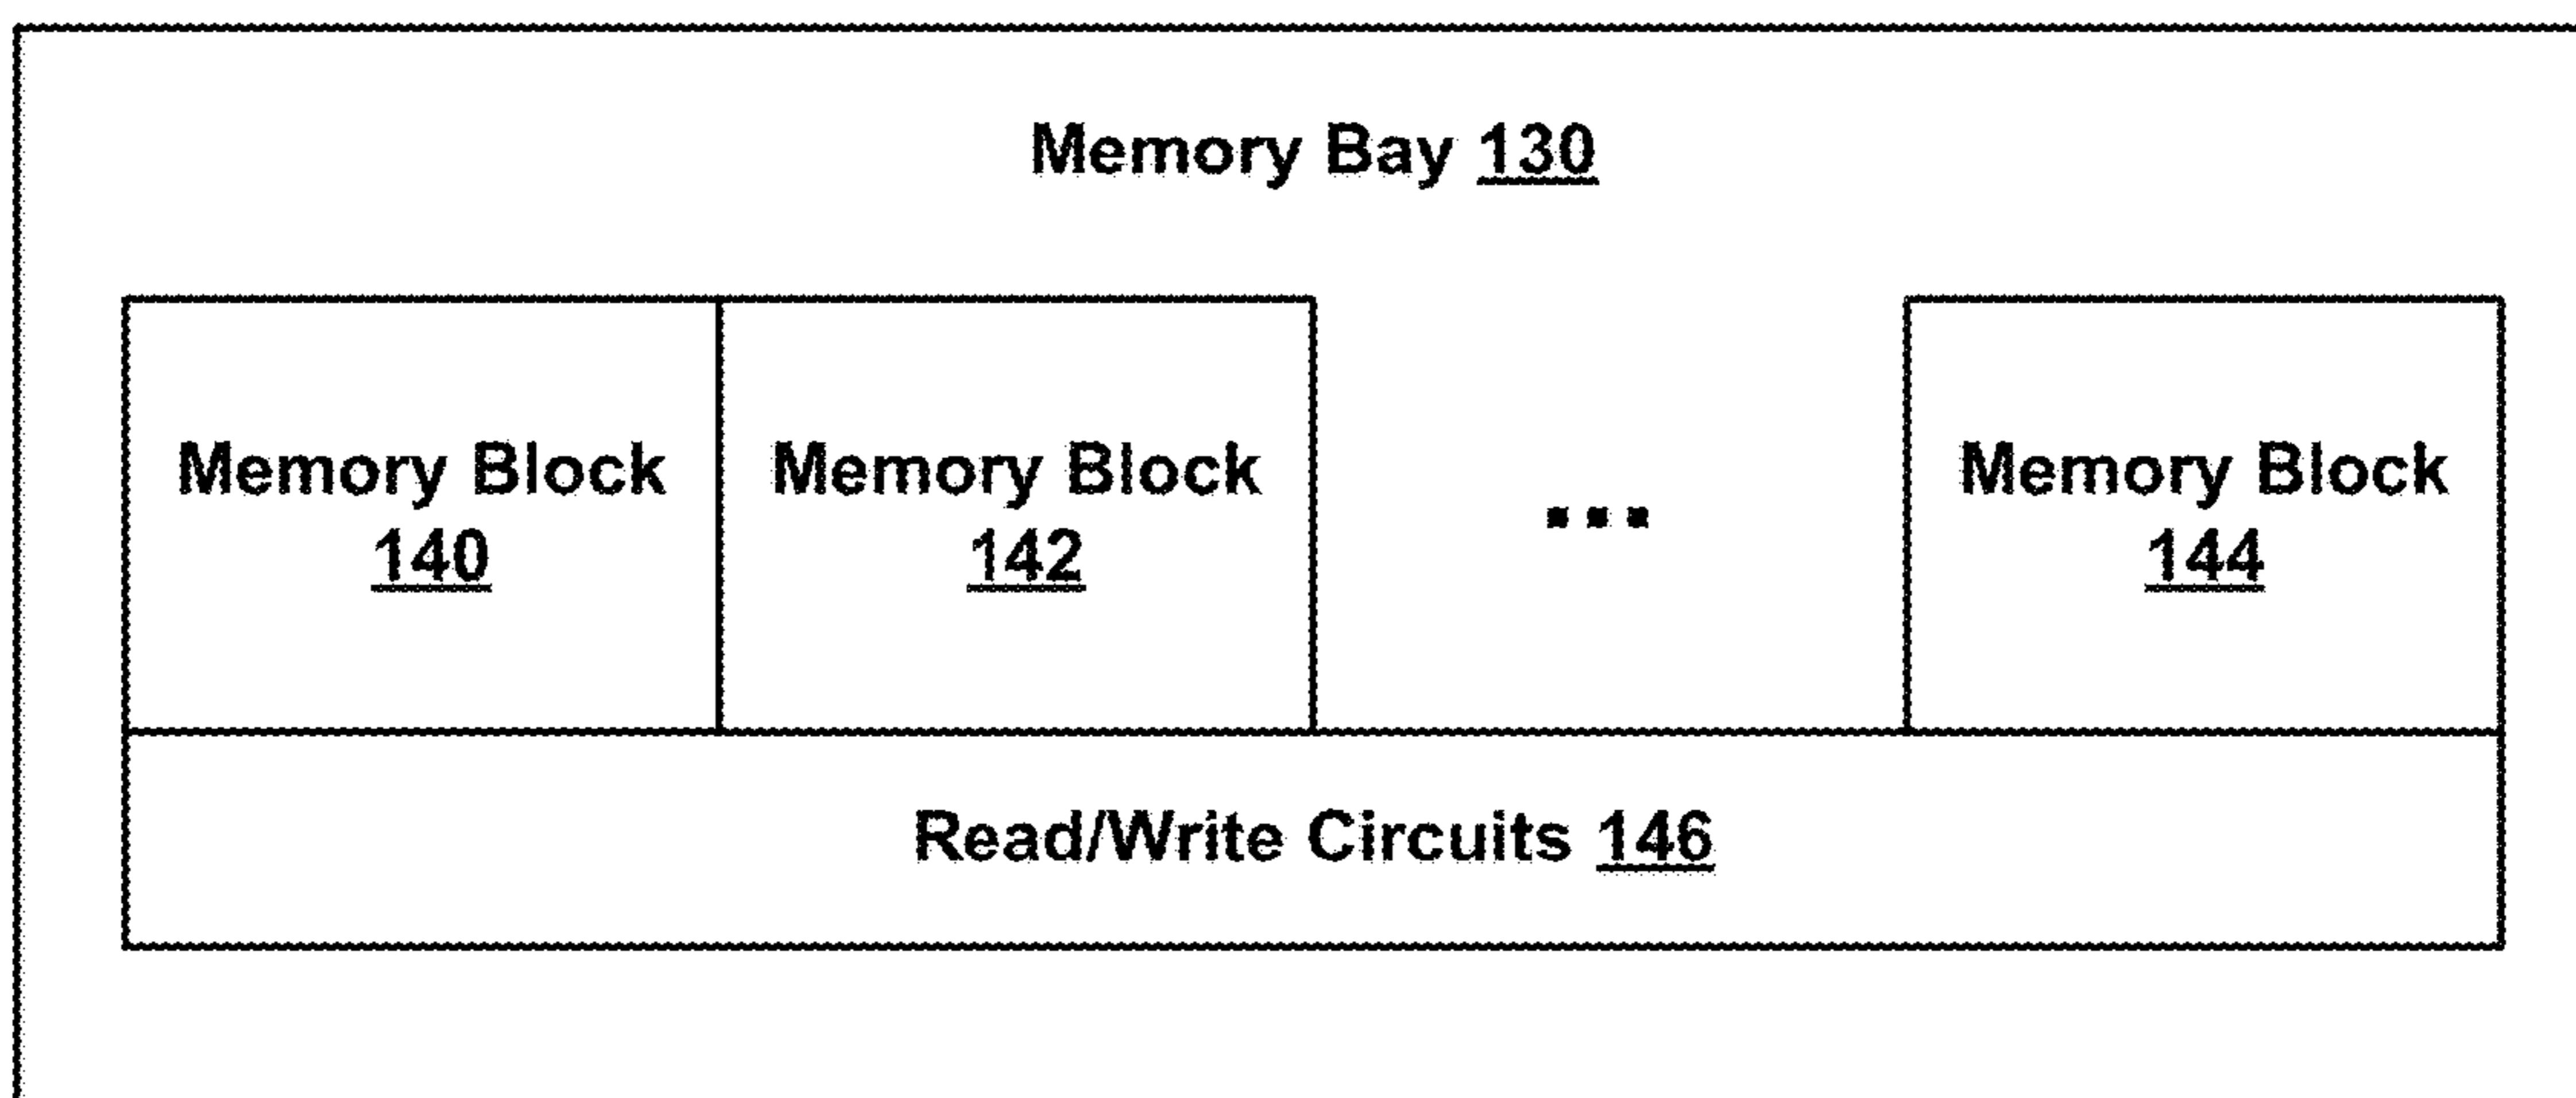 Memory Bay 130
Memory Block
140
Memory Block
142
...
Memory Block
144
Read/Write Circuits 146